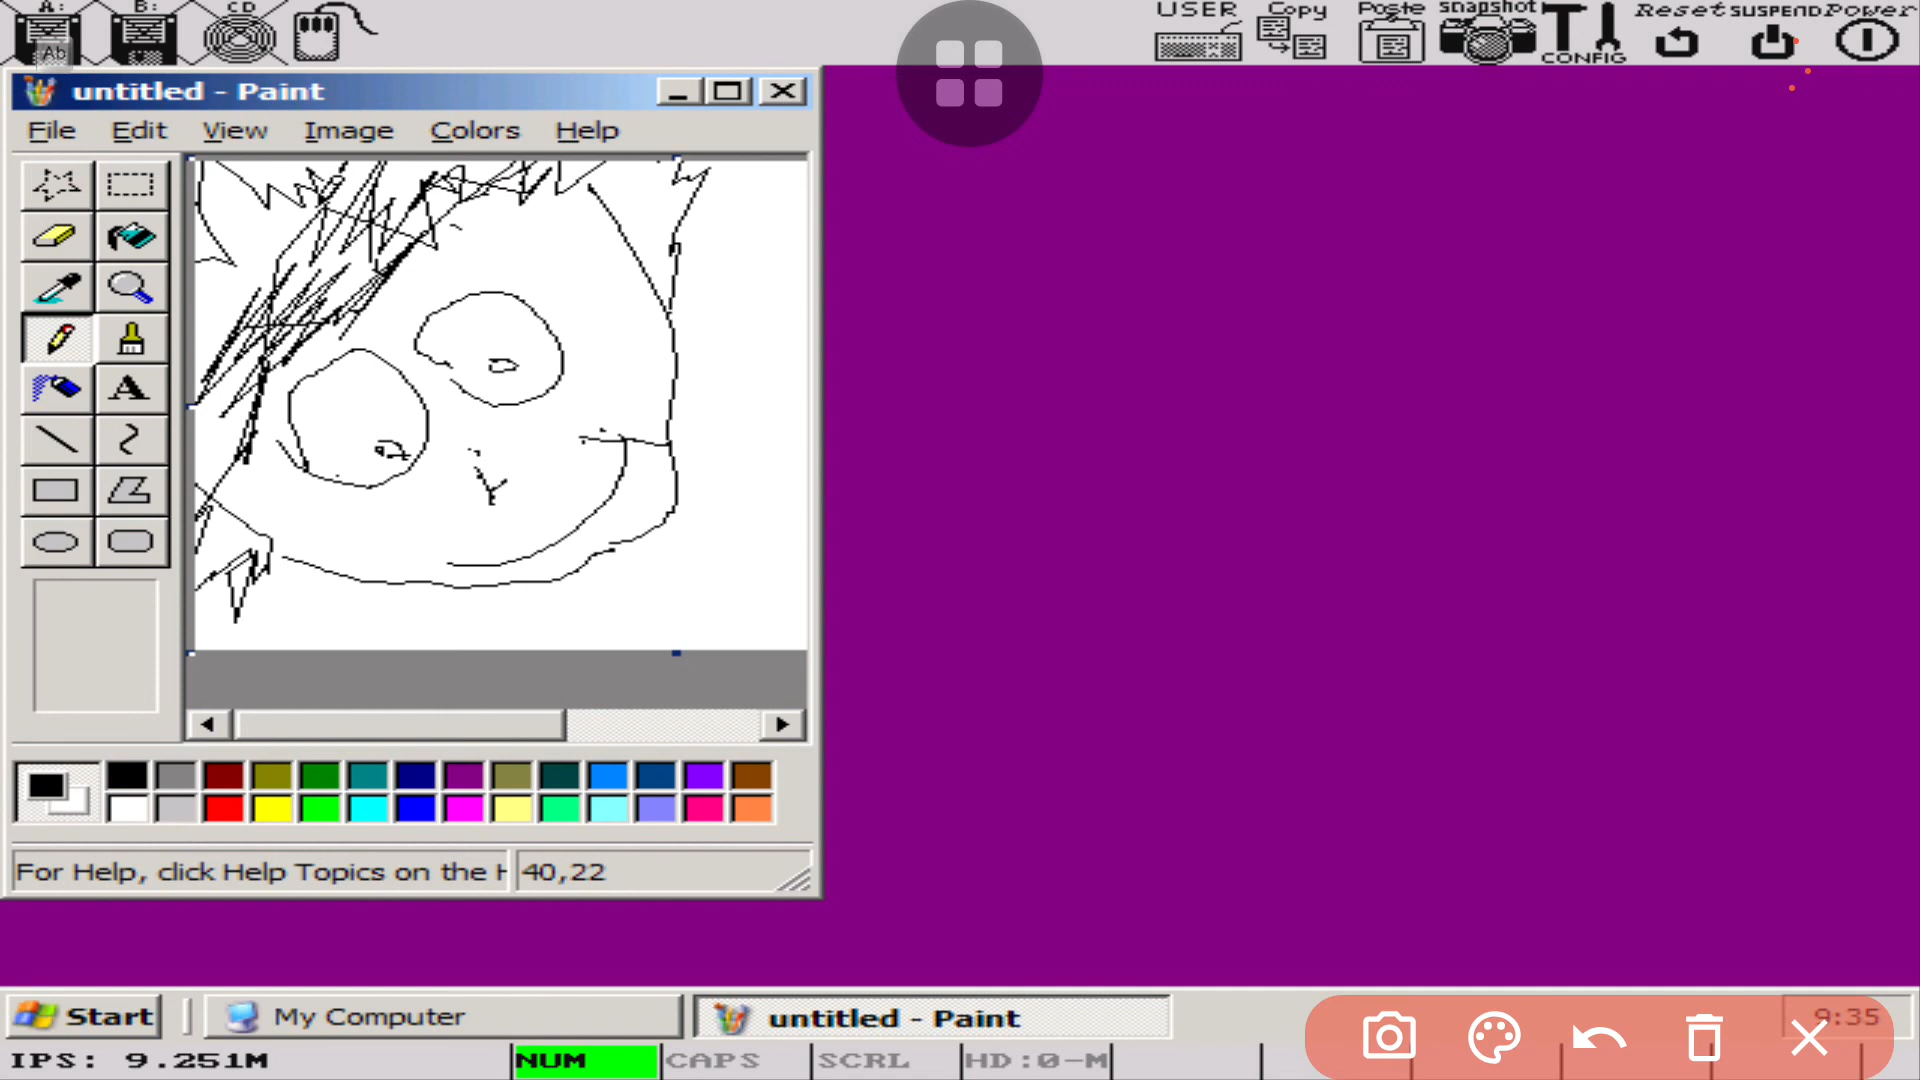 A: B: CD USER Copy Paste snapshot CONFIG Reset SUSPEND Power
Ab
untitled - Paint
File Edit View Image Colors Help
A
For Help, click Help Topics on the H 40,22
Start My Computer untitled - Paint 9:35
IPS: 9.251M NUM CAPS SCRL HD:0-M